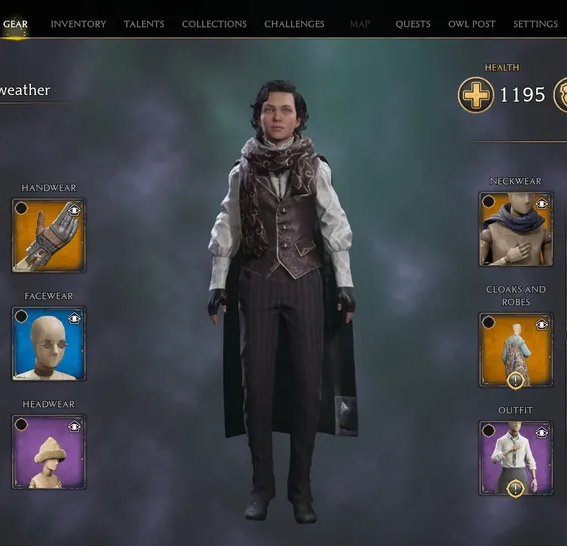 GEAR INVENTORY TALENTS COLLECTIONS CHALLENGES MAP QUESTS OWL POST SETTINGS
weather
HEALTH
1195
HANDWEAR
NECKWEAR
FACEWEAR
CLOAKS AND
ROBES
HEADWEAR
OUTFIT